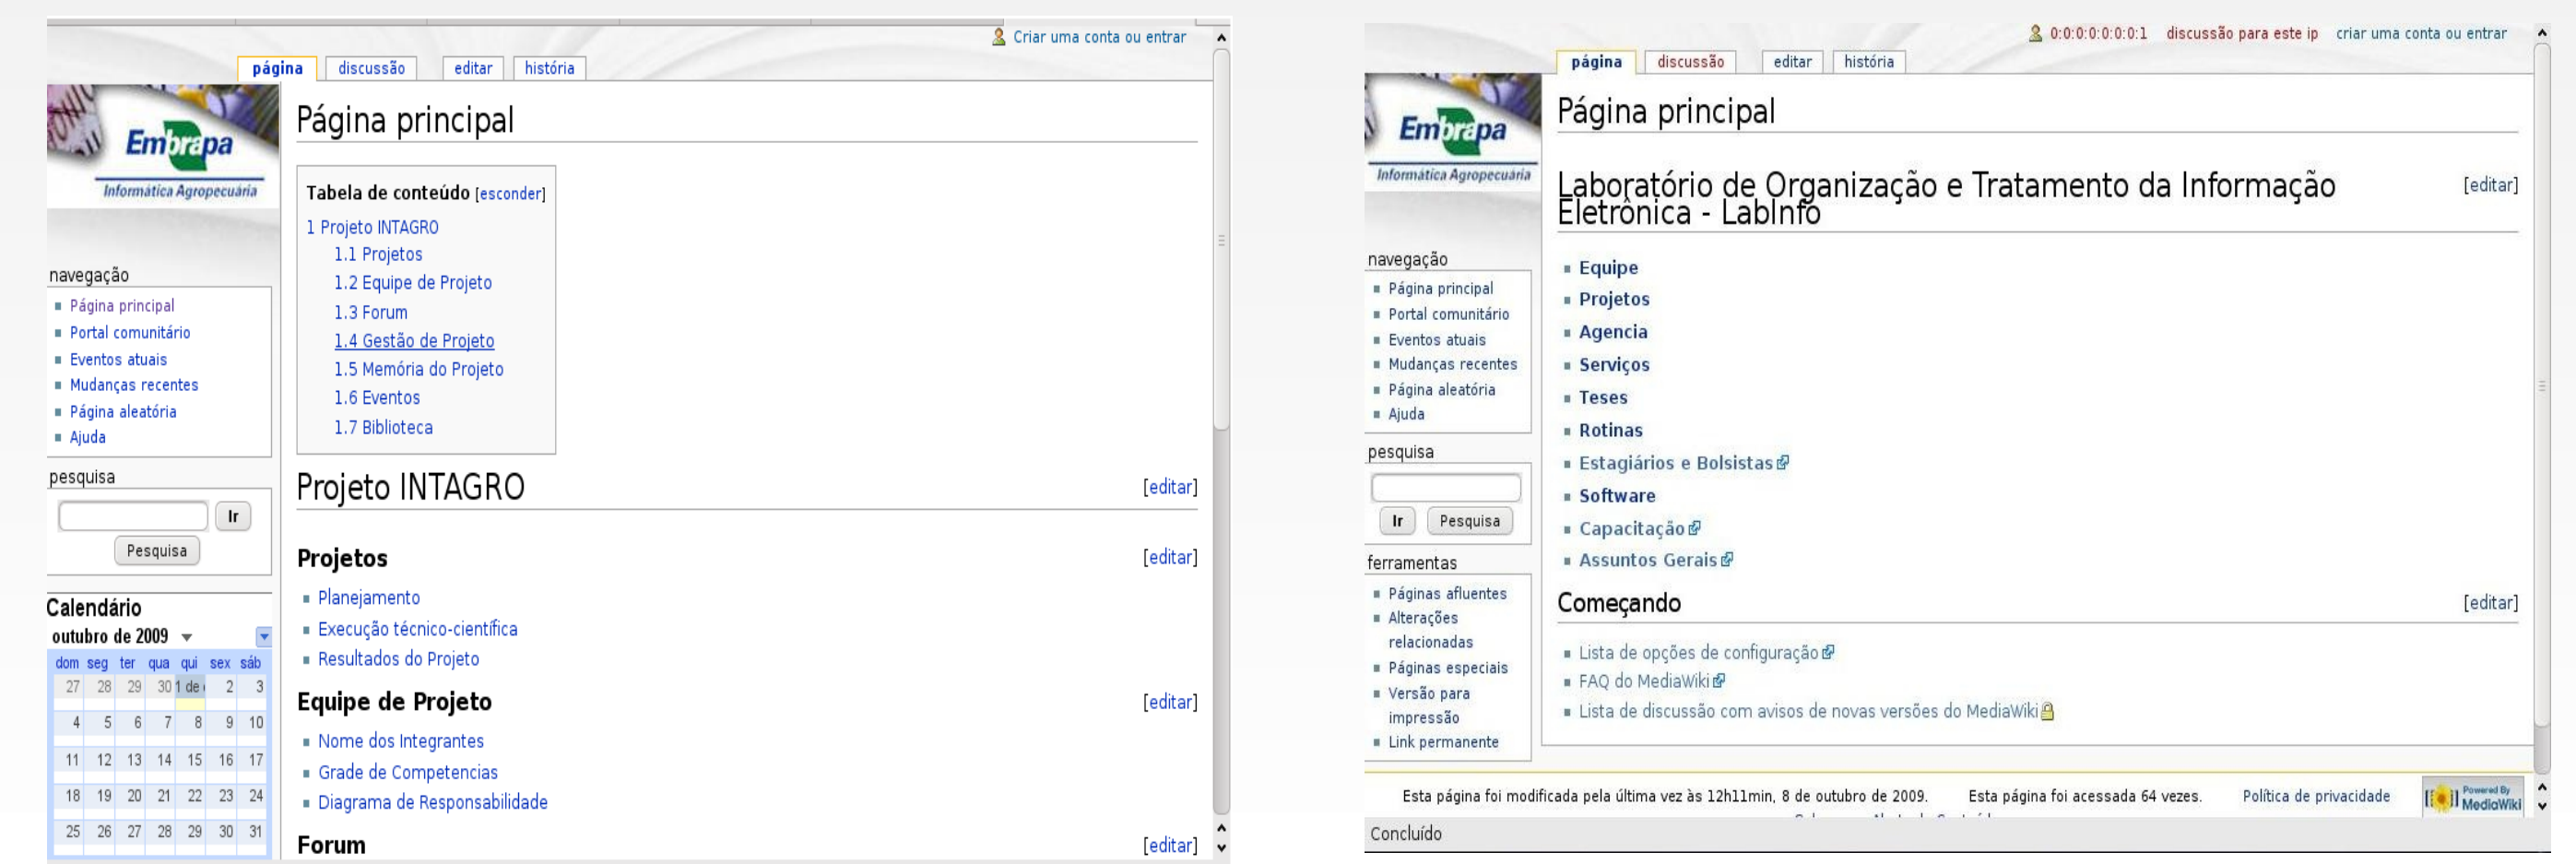 Criar uma conta ou entrar
página discussão editar história
Embrapa
Informática Agropecuária
navegação
Página principal
Portal comunitário
Eventos atuais
Mudanças recentes
Página aleatória
Ajuda
pesquisa
Ir
Pesquisa
Calendário
outubro de 2009
dom seg ter qua qui sex sáb
27 28 29 30 1 de 2 3
4 5 6 7 8 9 10
11 12 13 14 15 16 17
18 19 20 21 22 23 24
25 26 27 28 29 30 31
Página principal
Tabela de conteúdo [esconder]
1 Projeto INTAGRO
1.1 Projetos
1.2 Equipe de Projeto
1.3 Forum
1.4 Gestão de Projeto
1.5 Memória do Projeto
1.6 Eventos
1.7 Biblioteca
Projeto INTAGRO [editar]
Projetos [editar]
Planejamento
Execução técnico-científica
Resultados do Projeto
Equipe de Projeto [editar]
Nome dos Integrantes
Grade de Competencias
Diagrama de Responsabilidade
Forum [editar]
0:0:0:0:0:0:0:1 discussão para este ip criar uma conta ou entrar
página discussão editar história
Embrapa
Informática Agropecuária
navegação
Página principal
Portal comunitário
Eventos atuais
Mudanças recentes
Página aleatória
Ajuda
pesquisa
Ir Pesquisa
ferramentas
Páginas afluentes
Alterações
relacionadas
Páginas especiais
Versão para
impressão
Link permanente
Página principal
Laboratório de Organização e Tratamento da Informação [editar]
Eletrônica - LabInfo
Equipe
Projetos
Agencia
Serviços
Teses
Rotinas
Estagiários e Bolsistas
Software
Capacitação
Assuntos Gerais
Começando [editar]
Lista de opções de configuração
FAQ do MediaWiki
Lista de discussão com avisos de novas versões do MediaWiki
Esta página foi modificada pela última vez às 12h11min, 8 de outubro de 2009. Esta página foi acessada 64 vezes. Política de privacidade
Powered By
MediaWiki
Concluído